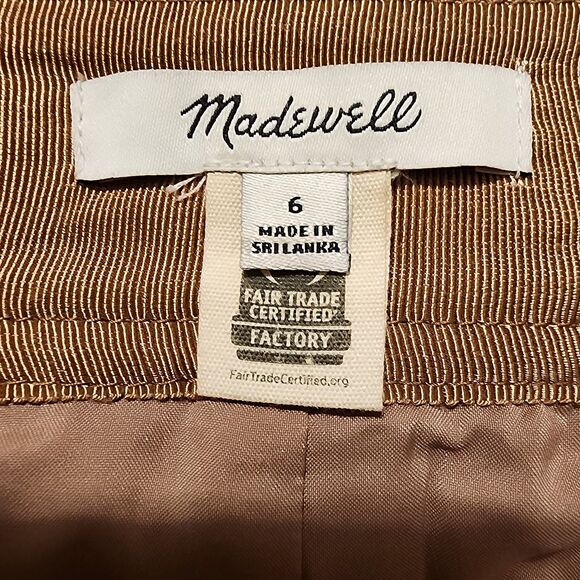 Madewell
6
MADE IN
SRI LANKA
FAIR TRADE
CERTIFIED
FACTORY
FairTradeCertified.org